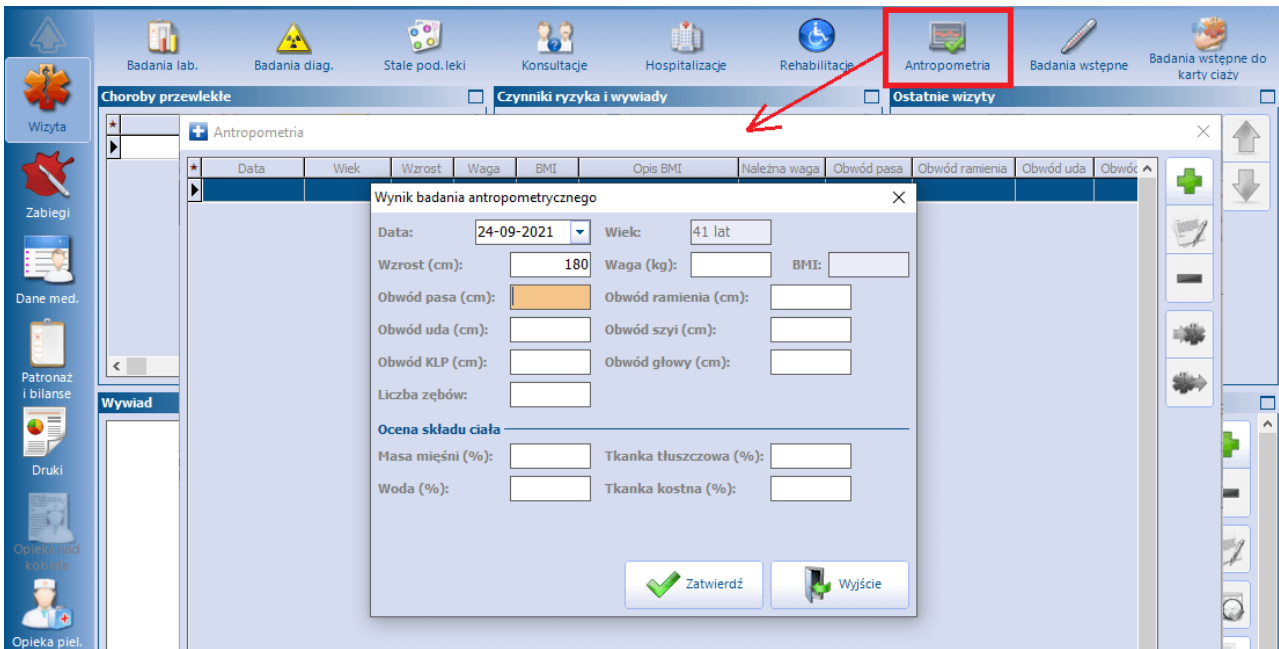 Badania lab.
Badania diag.
Stale pod. leki
Konsultacje
Hospitalizacje
Rehabilitacje
Antropometria
Badania wstępne
Badania wstępne do
karty ciąży
Wizyta
Zabiegi
Dane med.
Patronaż
i bilanse
Druki
Opieka nad
kobietą
Opieka piel.
Choroby przewlekłe
Czynniki ryzyka i wywiady
Ostatnie wizyty
Wywiad
Antropometria
Data Wiek Wzrost Waga BMI Opis BMI Należna waga Obwód pasa Obwód ramienia Obwód uda Obwód
Wynik badania antropometrycznego
Data: 24-09-2021 Wiek: 41 lat
Wzrost (cm): 180 Waga (kg): BMI:
Obwód pasa (cm): Obwód ramienia (cm):
Obwód uda (cm): Obwód szyi (cm):
Obwód KLP (cm): Obwód głowy (cm):
Liczba zębów:
Ocena składu ciała
Masa mięśni (%): Tkanka tłuszczowa (%):
Woda (%): Tkanka kostna (%):
Zatwierdź
Wyjście